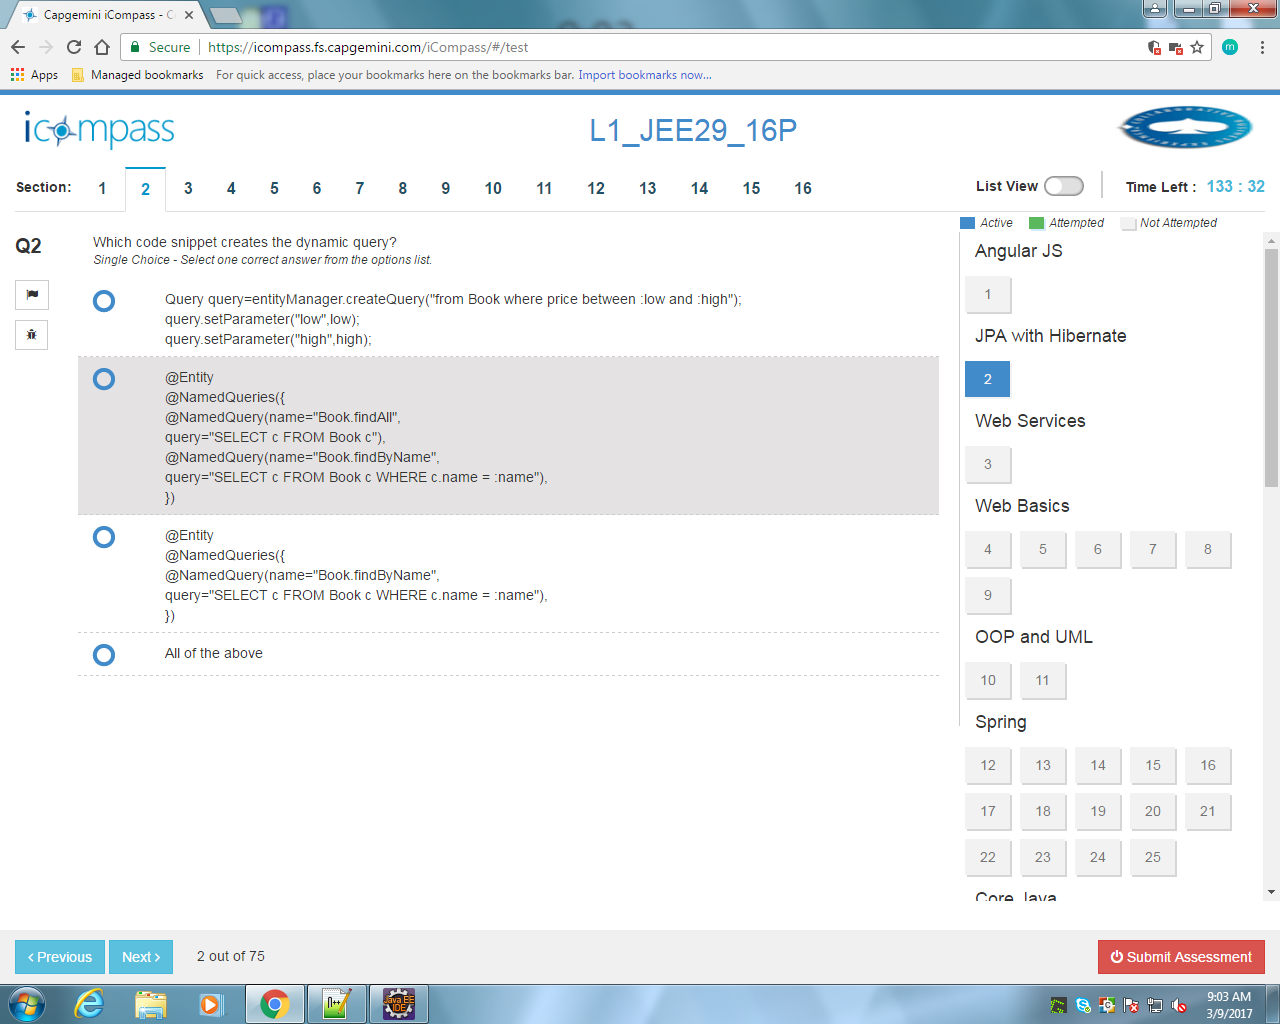 Capgemini iCompass - C
Secure
https://icompass.fs.capgemini.com/iCompass/#/test
m
Apps
Managed bookmarks
For quick access, place your bookmarks here on the bookmarks bar. Import bookmarks now...
icompass
L1_JEE29_16P
Section: 1 2 3 4 5 6 7 8 9 10 11 12 13 14 15 16
List View
Time Left : 133 : 32
Active Attempted Not Attempted
Q2
Which code snippet creates the dynamic query?
Single Choice - Select one correct answer from the options list.
Query query=entityManager.createQuery("from Book where price between :low and :high");
query.setParameter("low",low);
query.setParameter("high",high);
@Entity
@NamedQueries({
@NamedQuery(name="Book.findAll",
query="SELECT c FROM Book c"),
@NamedQuery(name="Book.findByName",
query="SELECT c FROM Book c WHERE c.name = :name"),
})
@Entity
@NamedQueries({
@NamedQuery(name="Book.findByName",
query="SELECT c FROM Book c WHERE c.name = :name"),
})
All of the above
Angular JS
1
JPA with Hibernate
2
Web Services
3
Web Basics
4 5 6 7 8
9
OOP and UML
10 11
Spring
12 13 14 15 16
17 18 19 20 21
22 23 24 25
Core Java
‹ Previous
Next ›
2 out of 75
Submit Assessment
Java EE
IDE
9:03 AM
3/9/2017